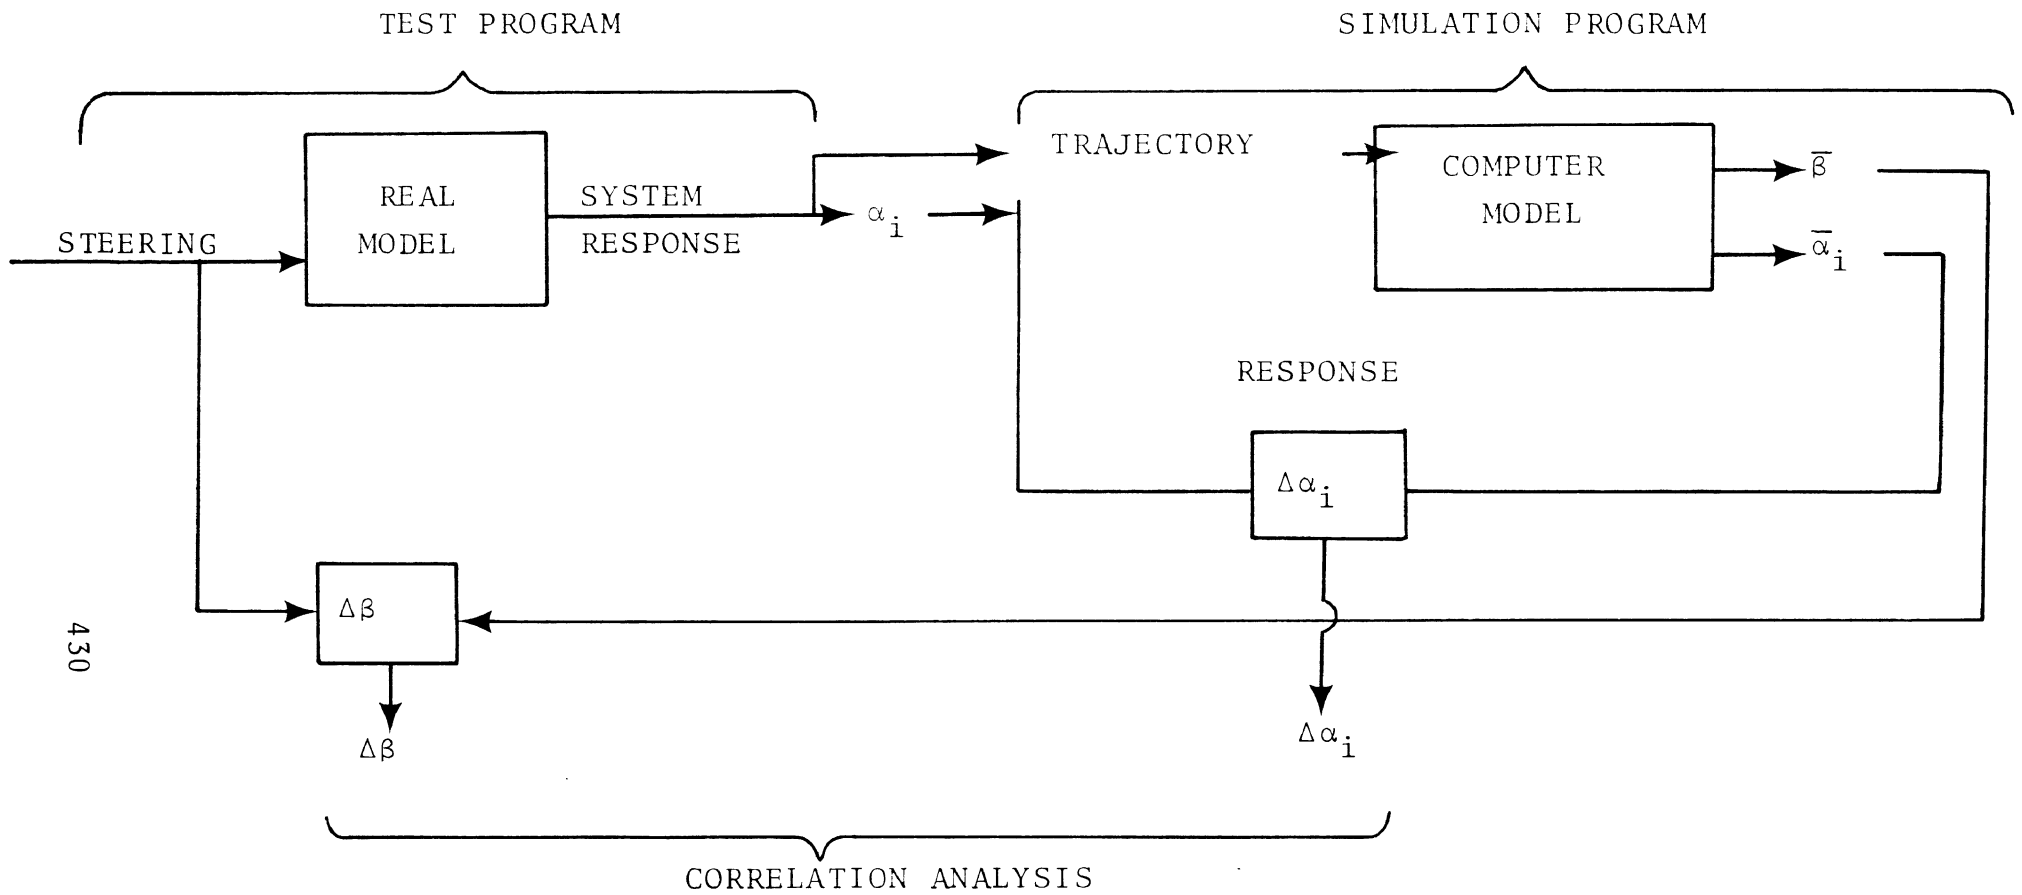 TEST PROGRAM
SIMULATION PROGRAM
STEERING
REAL
MODEL
SYSTEM
RESPONSE
αi
TRAJECTORY
COMPUTER
MODEL
β̅
α̅i
RESPONSE
Δαi
Δβ
Δβ
Δαi
430
CORRELATION ANALYSIS